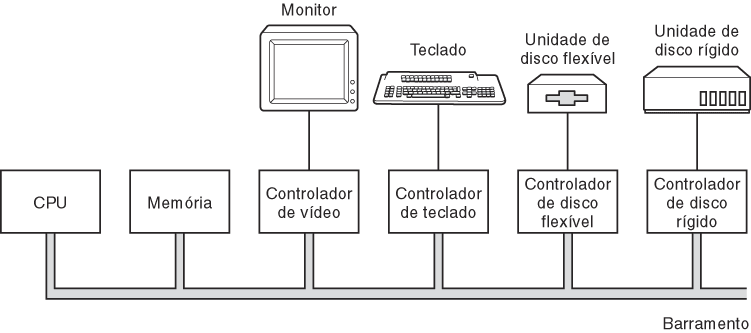 Monitor
Teclado
Unidade de
disco flexível
Unidade de
disco rígido
CPU
Memória
Controlador
de vídeo
Controlador
de teclado
Controlador
de disco
flexível
Controlador
de disco
rígido
Barramento